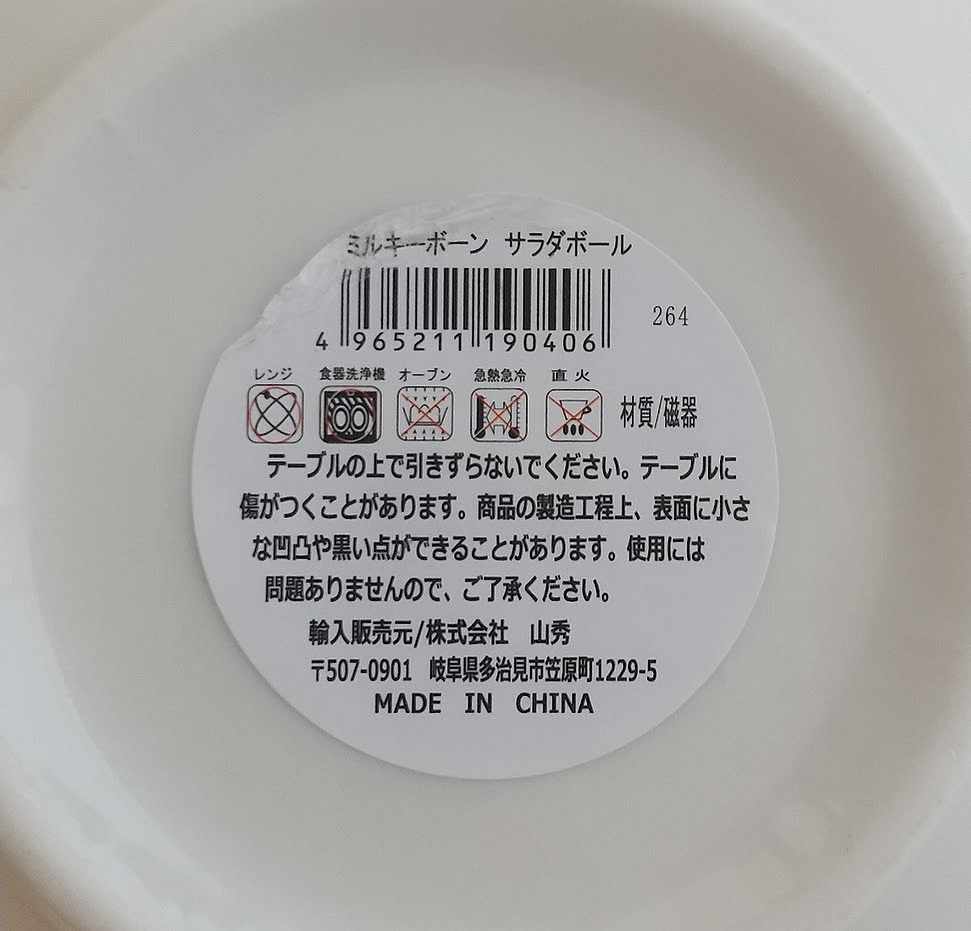 ミルキーボーン サラダボール
264
4 965211 190406
レンジ 食器洗浄機 オーブン 急熱急冷 直火
材質/磁器
テーブルの上で引きずらないでください。テーブルに
傷がつくことがあります。商品の製造工程上、表面に小さ
な凹凸や黒い点ができることがあります。使用には
問題ありませんので、ご了承ください。
輸入販売元/株式会社 山秀
〒507-0901 岐阜県多治見市笠原町1229-5
MADE IN CHINA